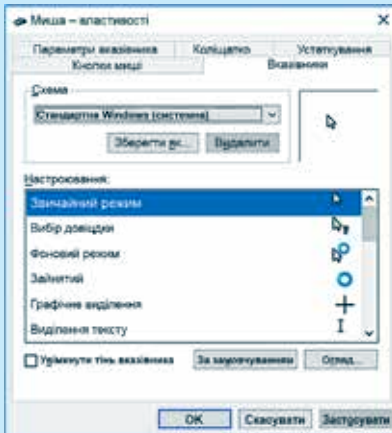 Миша – властивості
Параметри вказівника Коліщатко Устаткування
Кнопки миші Вказівники
Схема
Стандартна Windows (системна)
Зберегти як... Видалити
Настроювання:
Звичайний режим
Вибір довідки
Фоновий режим
Зайнятий
Графічне виділення
Виділення тексту
Увімкнути тінь вказівника За замовчуванням Огляд...
OK Скасувати Застосувати